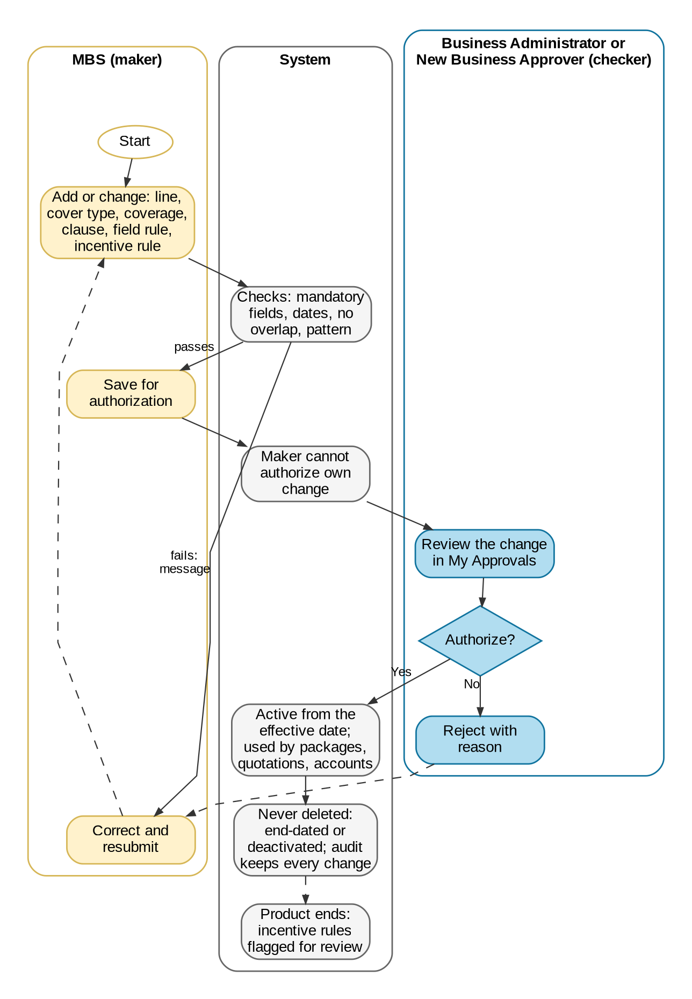 MBS (maker)
System
Business Administrator or
New Business Approver (checker)
Start
Add or change: line,
cover type, coverage,
clause, field rule,
incentive rule
Checks: mandatory
fields, dates, no
overlap, pattern
passes
Save for
authorization
Maker cannot
authorize own
change
Review the change
in My Approvals
fails:
message
Authorize?
Yes
No
Active from the
effective date;
used by packages,
quotations, accounts
Reject with
reason
Correct and
resubmit
Never deleted:
end-dated or
deactivated; audit
keeps every change
Product ends:
incentive rules
flagged for review